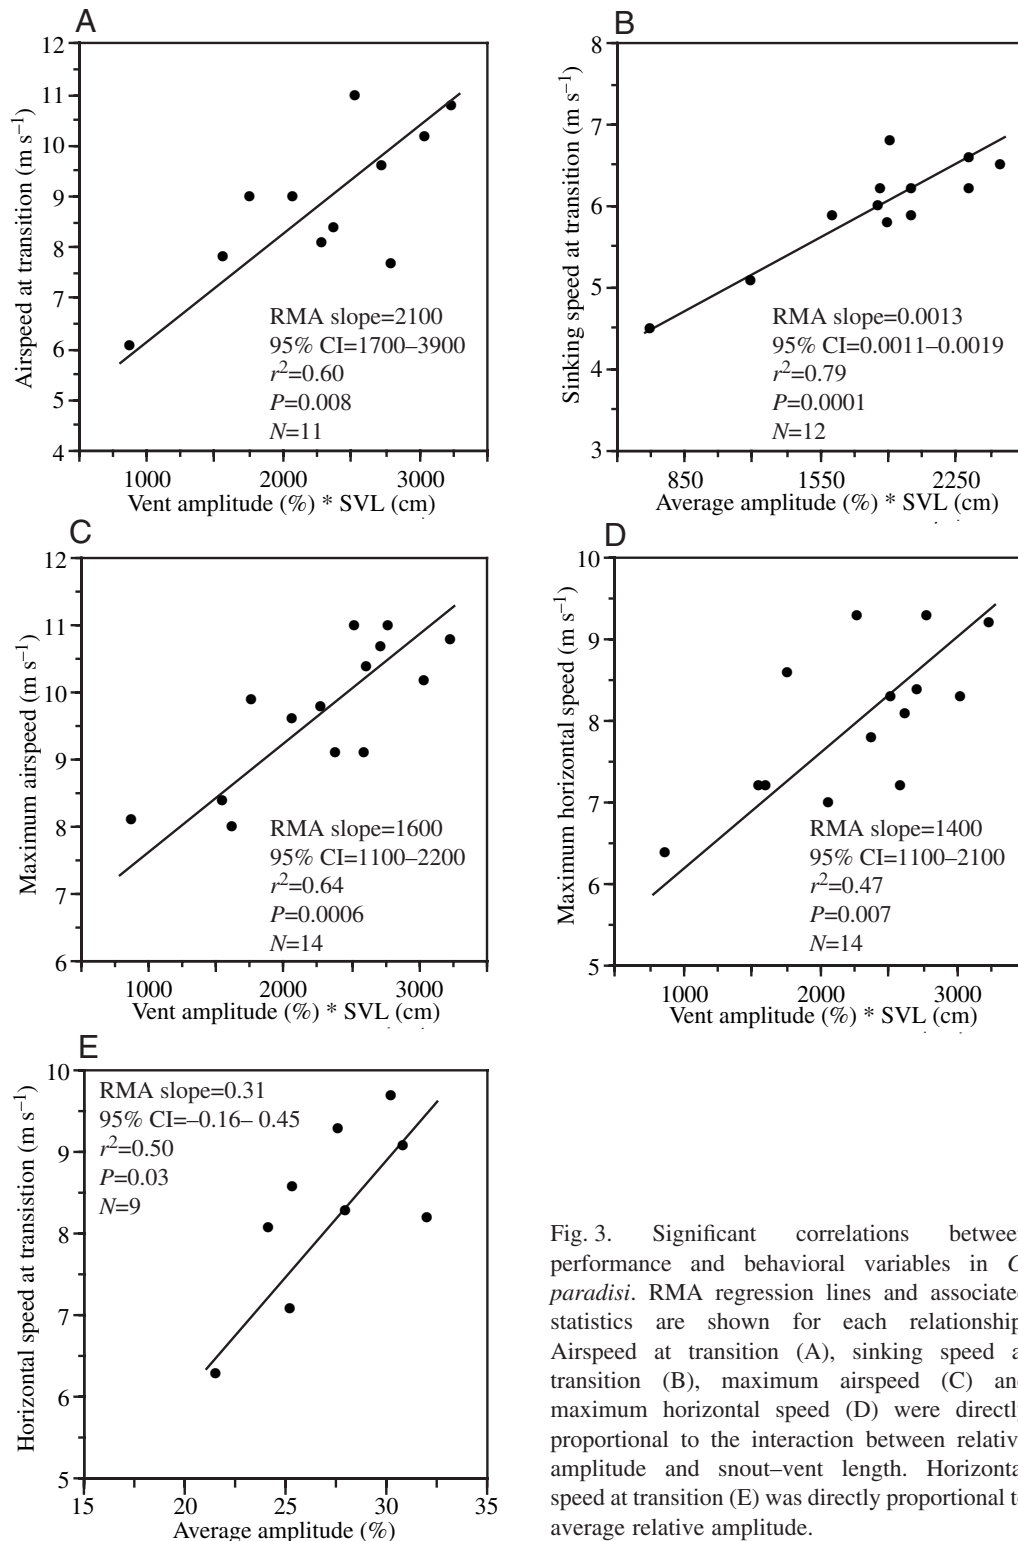 A
12
11
10
9
8
7
6
5
4
Airspeed at transition (m s–1)
1000 2000 3000
Vent amplitude (%) * SVL (cm)
RMA slope=2100
95% CI=1700–3900
r2=0.60
P=0.008
N=11
B
8
7
6
5
4
3
Sinking speed at transition (m s–1)
850 1550 2250
Average amplitude (%) * SVL (cm)
RMA slope=0.0013
95% CI=0.0011–0.0019
r2=0.79
P=0.0001
N=12
C
12
11
10
9
8
7
6
Maximum airspeed (m s–1)
1000 2000 3000
Vent amplitude (%) * SVL (cm)
RMA slope=1600
95% CI=1100–2200
r2=0.64
P=0.0006
N=14
D
10
9
8
7
6
5
Maximum horizontal speed (m s–1)
1000 2000 3000
Vent amplitude (%) * SVL (cm)
RMA slope=1400
95% CI=1100–2100
r2=0.47
P=0.007
N=14
E
10
9
8
7
6
5
Horizontal speed at transistion (m s–1)
15 20 25 30 35
Average amplitude (%)
RMA slope=0.31
95% CI=–0.16– 0.45
r2=0.50
P=0.03
N=9
Fig. 3. Significant correlations between
performance and behavioral variables in C
paradisi. RMA regression lines and associated
statistics are shown for each relationship
Airspeed at transition (A), sinking speed at
transition (B), maximum airspeed (C) and
maximum horizontal speed (D) were directly
proportional to the interaction between relative
amplitude and snout–vent length. Horizontal
speed at transition (E) was directly proportional to
average relative amplitude.